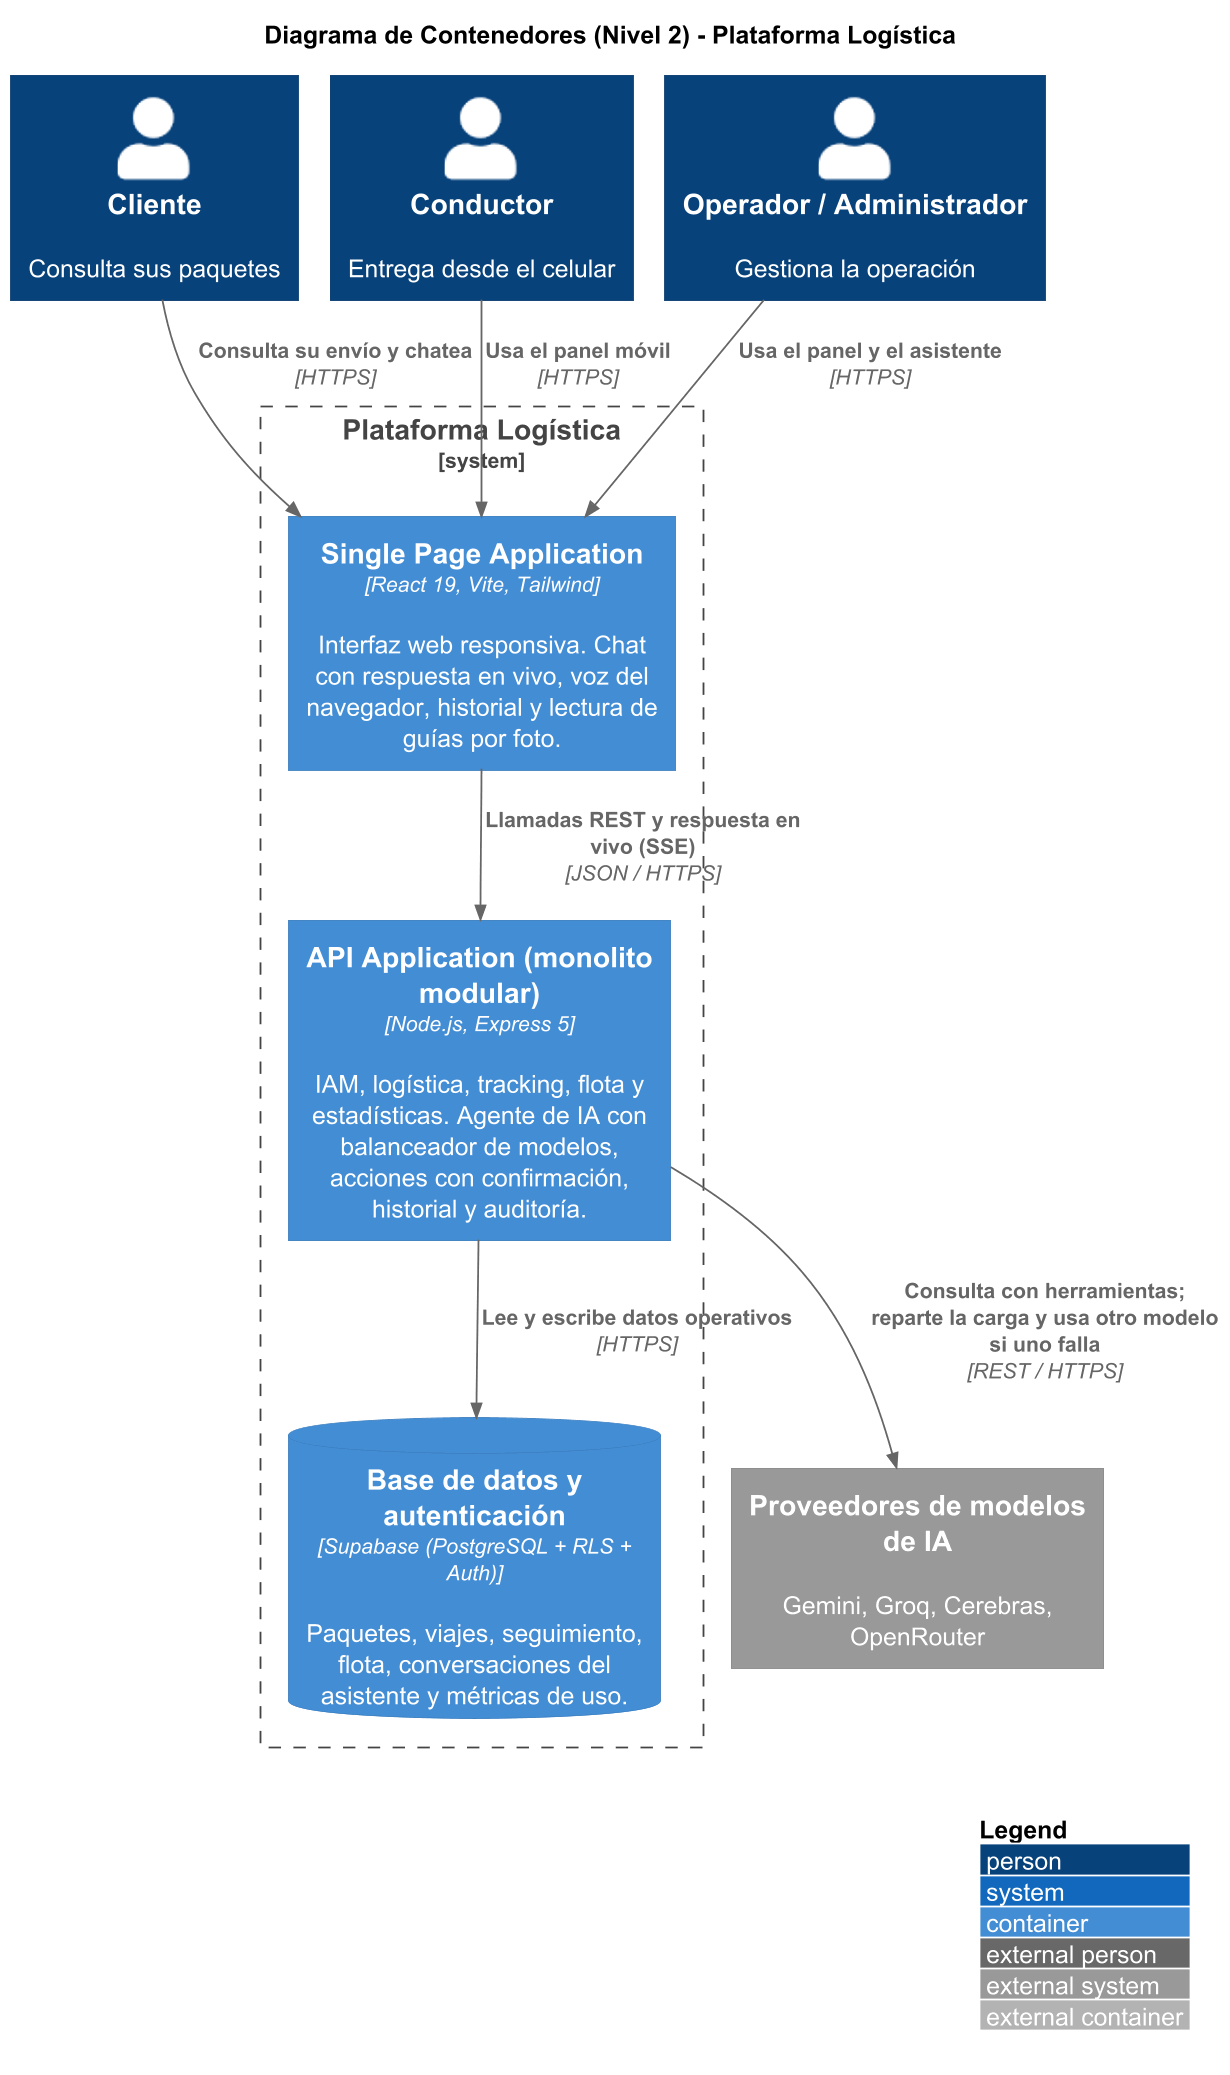 Diagrama de Contenedores (Nivel 2) - Plataforma Logística
Cliente
Consulta sus paquetes
Conductor
Entrega desde el celular
Operador / Administrador
Gestiona la operación
Consulta su envío y chatea
[HTTPS]
Usa el panel móvil
[HTTPS]
Usa el panel y el asistente
[HTTPS]
Plataforma Logística
[system]
Single Page Application
[React 19, Vite, Tailwind]
Interfaz web responsiva. Chat
con respuesta en vivo, voz del
navegador, historial y lectura de
guías por foto.
Llamadas REST y respuesta en
vivo (SSE)
[JSON / HTTPS]
API Application (monolito
modular)
[Node.js, Express 5]
IAM, logística, tracking, flota y
estadísticas. Agente de IA con
balanceador de modelos,
acciones con confirmación,
historial y auditoría.
Lee y escribe datos operativos
[HTTPS]
Consulta con herramientas;
reparte la carga y usa otro modelo
si uno falla
[REST / HTTPS]
Base de datos y
autenticación
[Supabase (PostgreSQL + RLS +
Auth)]
Paquetes, viajes, seguimiento,
flota, conversaciones del
asistente y métricas de uso.
Proveedores de modelos
de IA
Gemini, Groq, Cerebras,
OpenRouter
Legend
person
system
container
external person
external system
external container